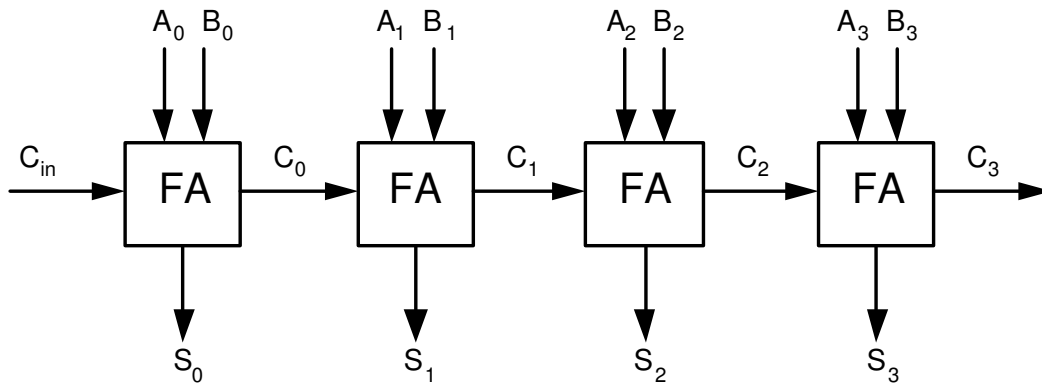 A0 B0 A1 B1 A2 B2 A3 B3
Cin FA C0 FA C1 FA C2 FA C3
S0 S1 S2 S3